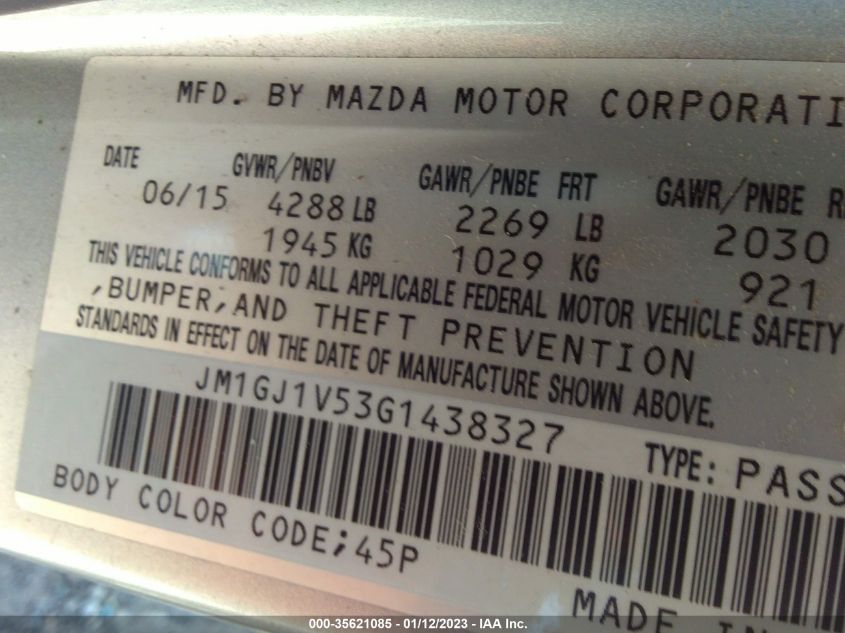 MFD. BY MAZDA MOTOR CORPORATI
DATE GVWR/PNBV GAWR/PNBE FRT GAWR/PNBE R
06/15 4288 LB 2269 LB 2030
1945 KG 1029 KG 921
THIS VEHICLE CONFORMS TO ALL APPLICABLE FEDERAL MOTOR VEHICLE SAFETY
,BUMPER,AND THEFT PREVENTION
STANDARDS IN EFFECT ON THE DATE OF MANUFACTURE SHOWN ABOVE.
JM1GJ1V53G1438327 TYPE: PASS
BODY COLOR CODE;45P
MADE IN
000-35621085 - 01/12/2023 - IAA Inc.